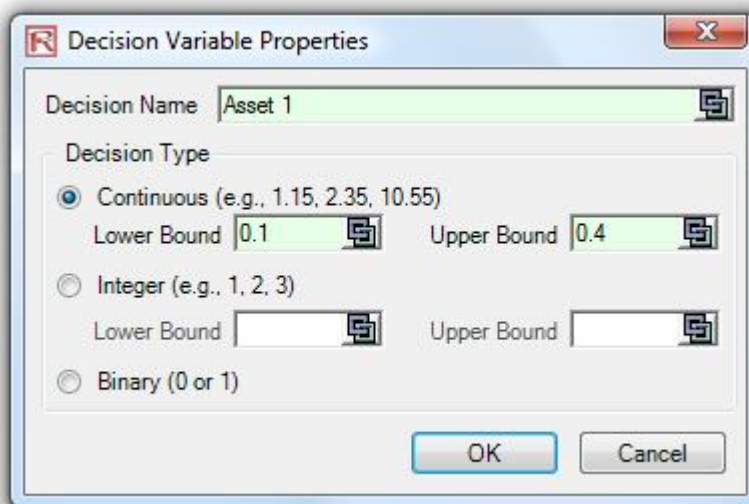 Decision Variable Properties
Decision Name Asset 1
Decision Type
Continuous (e.g., 1.15, 2.35, 10.55)
Lower Bound 0.1 Upper Bound 0.4
Integer (e.g., 1, 2, 3)
Lower Bound Upper Bound
Binary (0 or 1)
OK Cancel